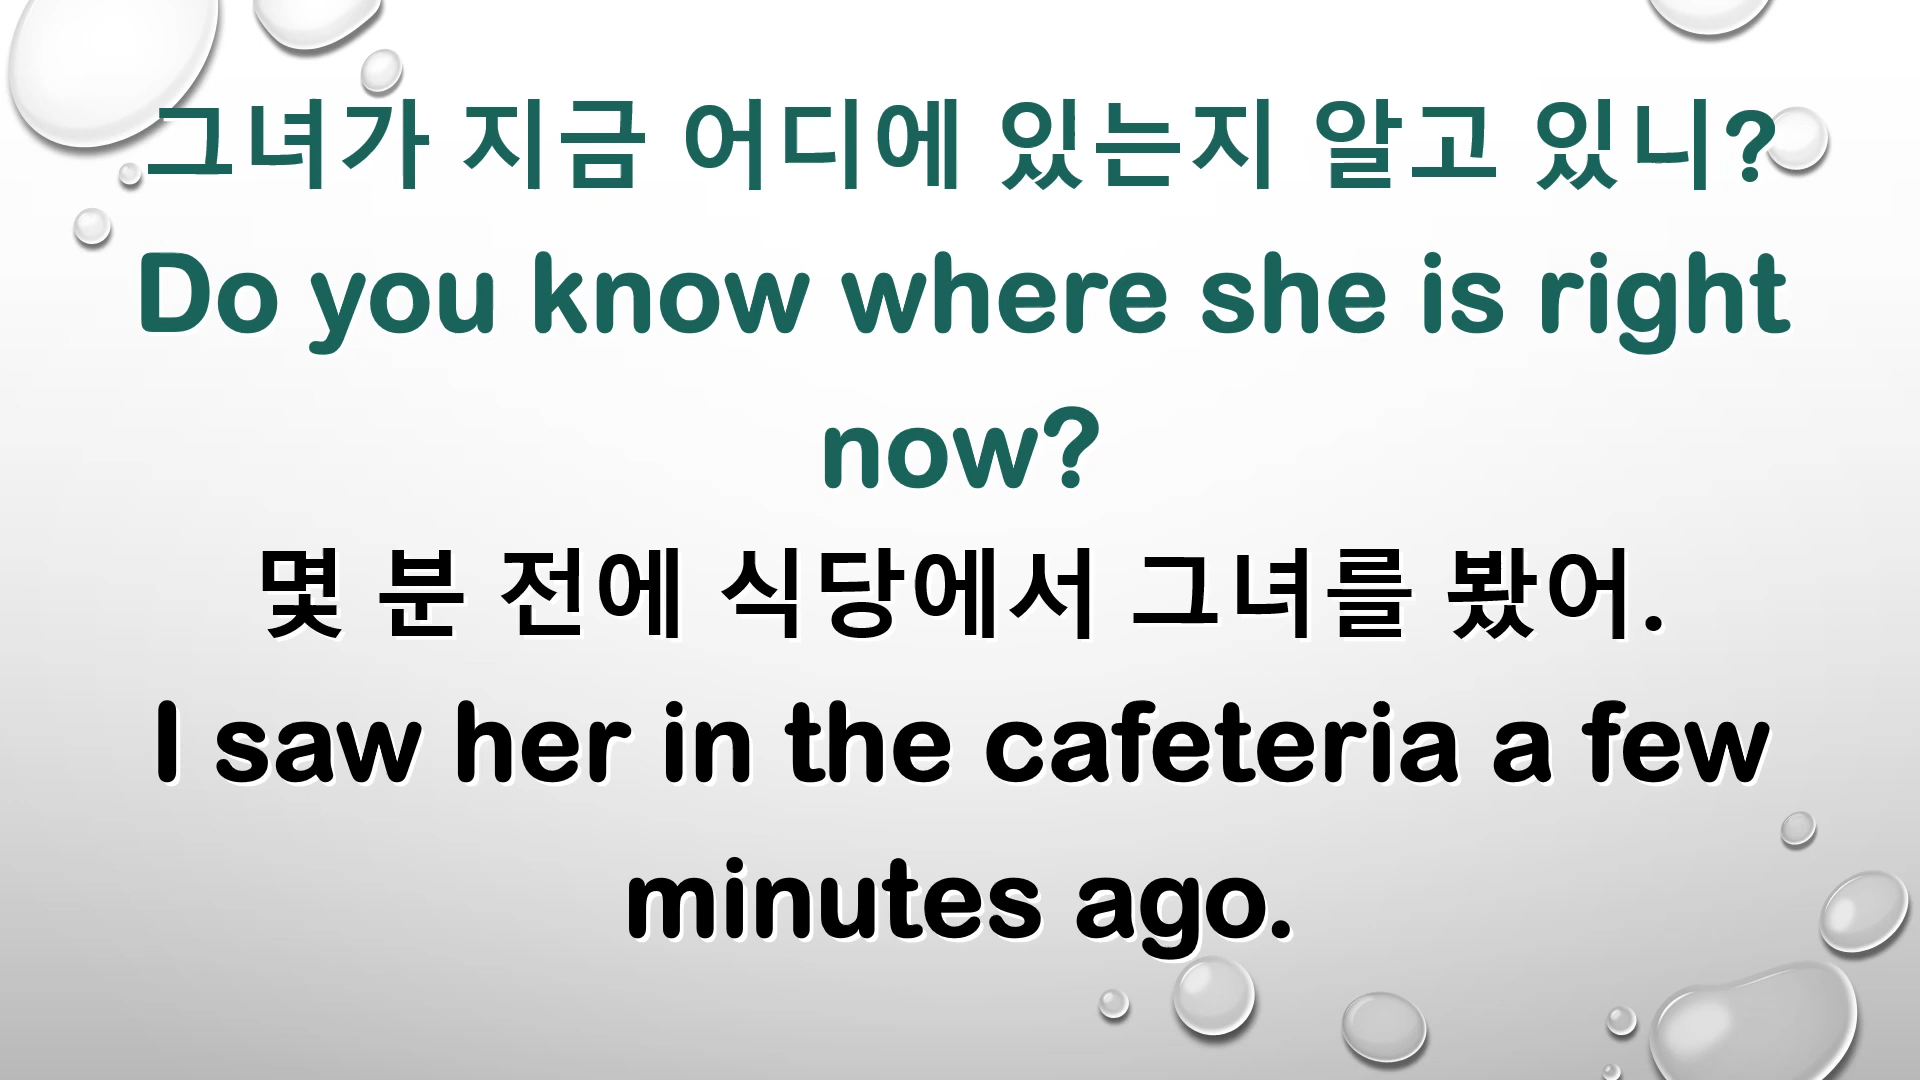 그녀가 지금 어디에 있는지 알고 있니?
Do you know where she is right
now?
몇 분 전에 식당에서 그녀를 봤어.
I saw her in the cafeteria a few
minutes ago.